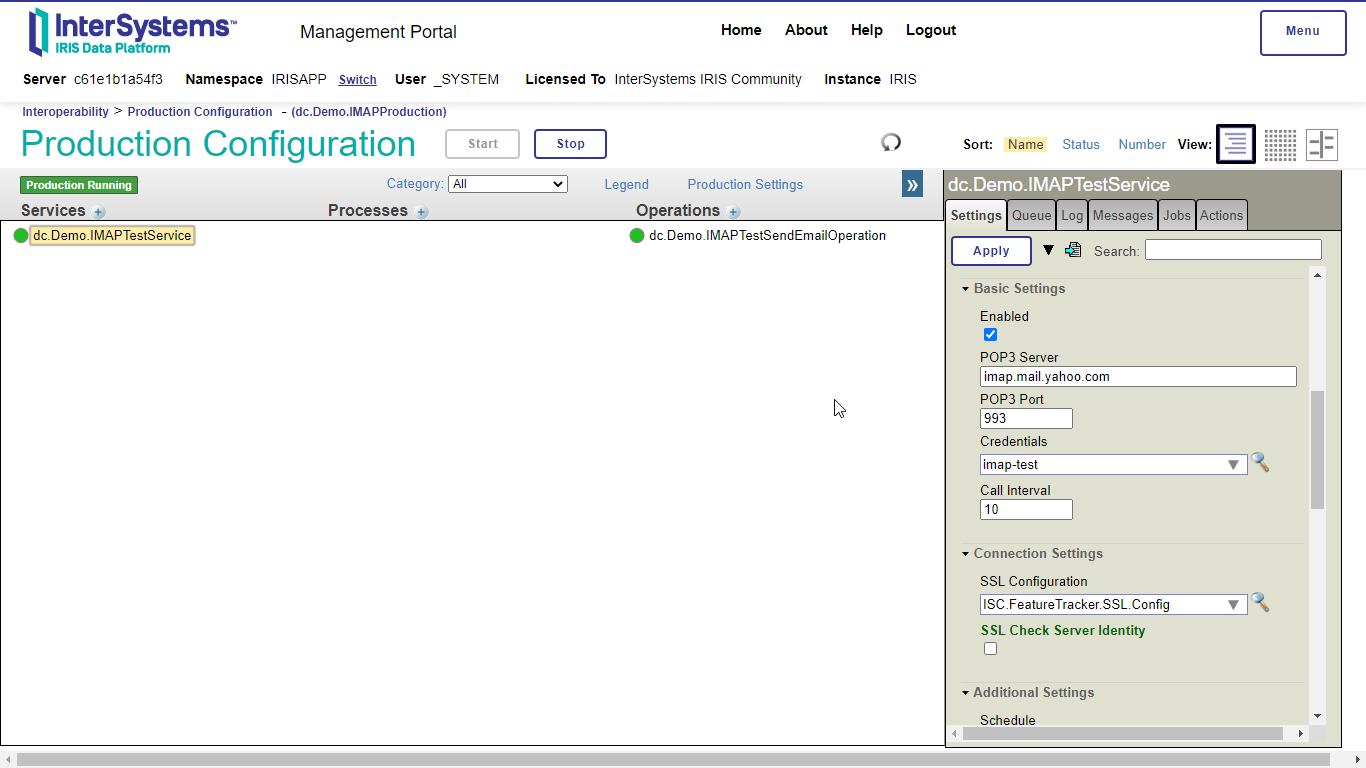 InterSystems™
IRIS Data Platform
Management Portal
Home About Help Logout
Menu
Server c61e1b1a54f3 Namespace IRISAPP Switch User _SYSTEM Licensed To InterSystems IRIS Community Instance IRIS
Interoperability > Production Configuration - (dc.Demo.IMAPProduction)
Production Configuration
Start
Stop
Sort: Name Status Number View:
Production Running
Category: All
Legend
Production Settings
»
Services +
Processes +
Operations +
dc.Demo.IMAPTestService
dc.Demo.IMAPTestSendEmailOperation
dc.Demo.IMAPTestService
Settings Queue Log Messages Jobs Actions
Apply
Search:
Basic Settings
Enabled
POP3 Server
imap.mail.yahoo.com
POP3 Port
993
Credentials
imap-test
Call Interval
10
Connection Settings
SSL Configuration
ISC.FeatureTracker.SSL.Config
SSL Check Server Identity
Additional Settings
Schedule